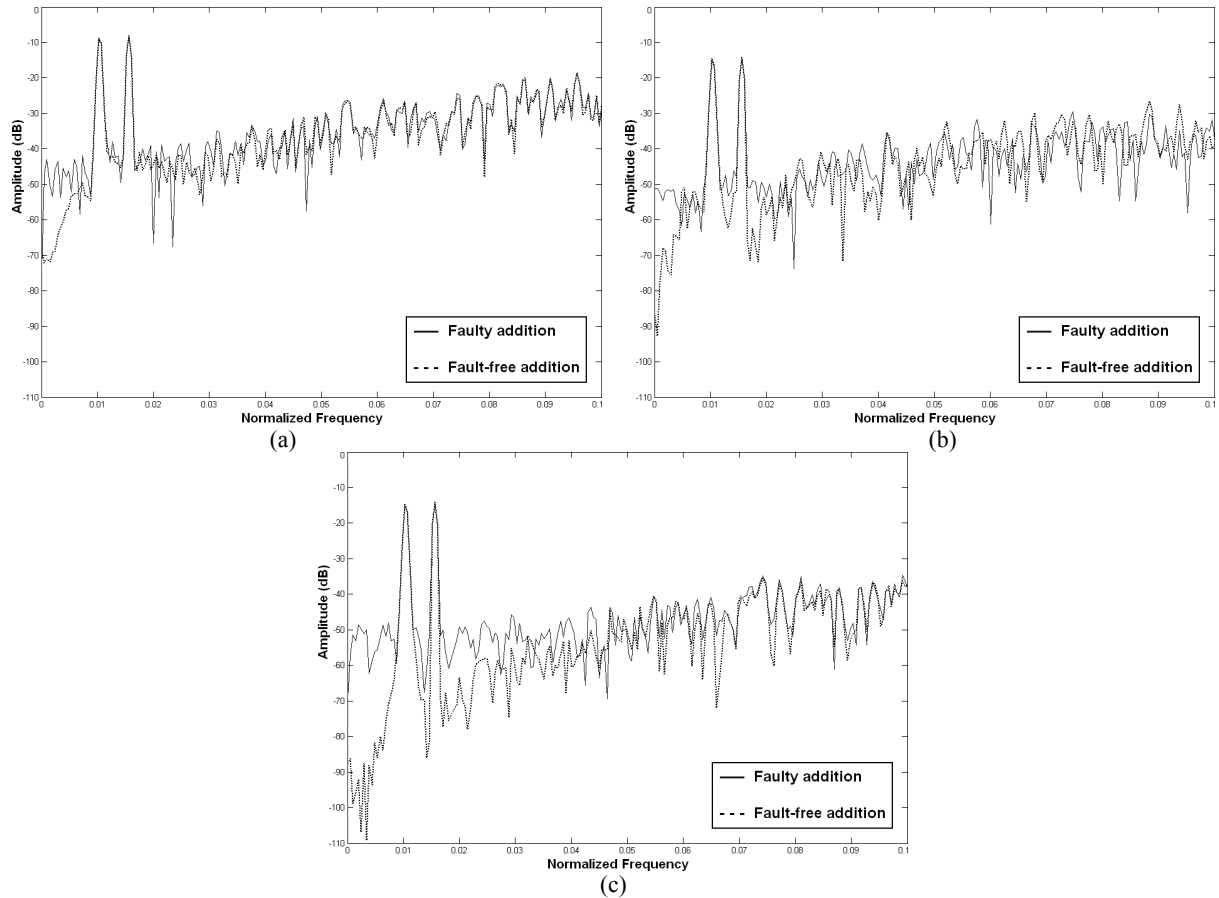 0
-10
-20
-30
-40
-50
-60
-70
-80
-90
-100
-110
Amplitude (dB)
Faulty addition
Fault-free addition
0 0.01 0.02 0.03 0.04 0.05 0.06 0.07 0.08 0.09 0.1
Normalized Frequency
(a)
0
-10
-20
-30
-40
-50
-60
-70
-80
-90
-100
-110
Amplitude (dB)
Faulty addition
Fault-free addition
0 0.01 0.02 0.03 0.04 0.05 0.06 0.07 0.08 0.09 0.1
Normalized Frequency
(b)
0
-10
-20
-30
-40
-50
-60
-70
-80
-90
-100
-110
Amplitude (dB)
Faulty addition
Fault-free addition
0 0.01 0.02 0.03 0.04 0.05 0.06 0.07 0.08 0.09 0.1
Normalized Frequency
(c)